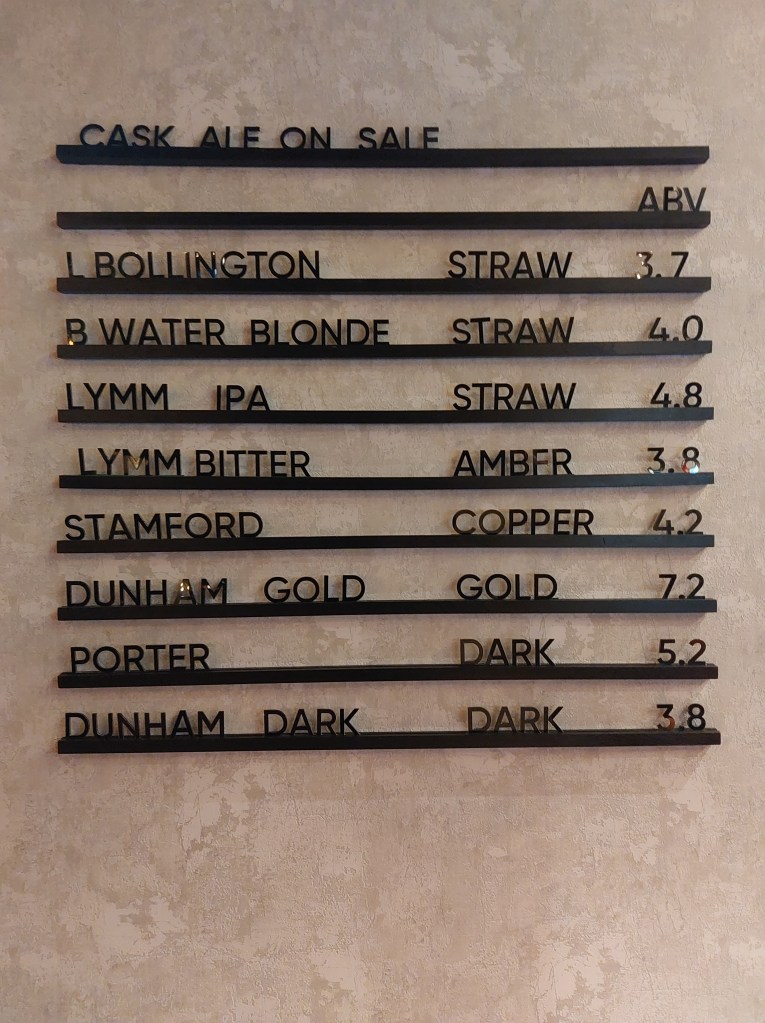 CASK ALE ON SALE
ABV
L BOLLINGTON STRAW 3.7
B WATER BLONDE STRAW 4.0
LYMM IPA STRAW 4.8
LYMM BITTER AMBER 3.8
STAMFORD COPPER 4.2
DUNHAM GOLD GOLD 7.2
PORTER DARK 5.2
DUNHAM DARK DARK 3.8